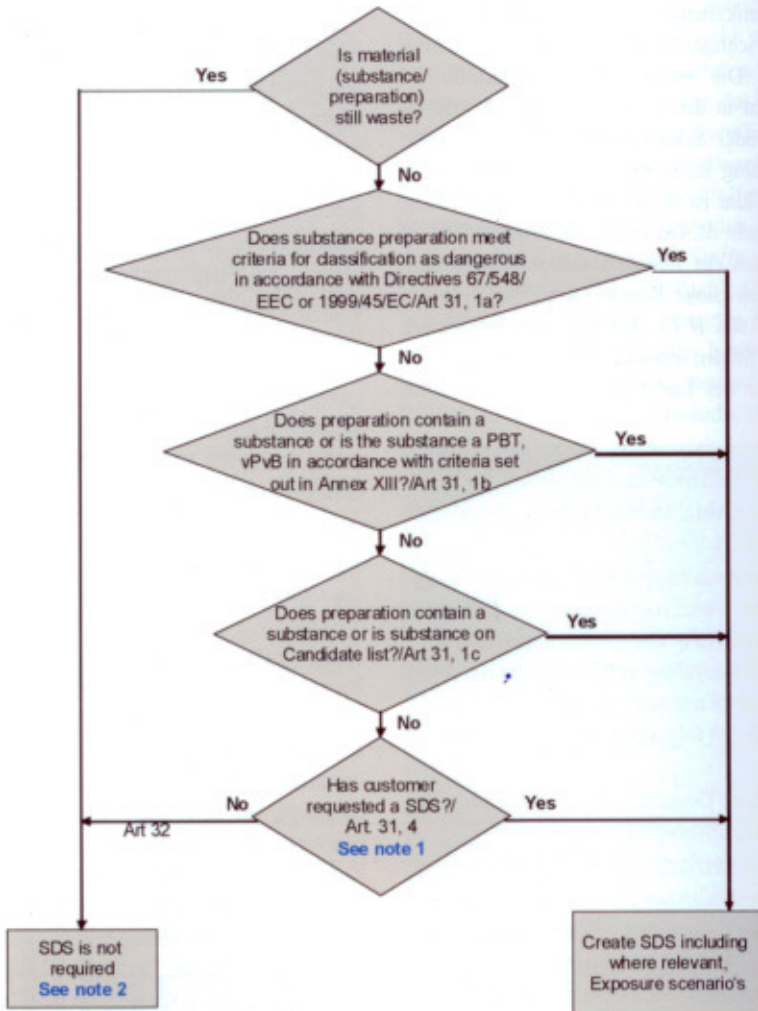 Is material
(substance/
preparation)
still waste?
Yes
No
Does substance preparation meet
criteria for classification as dangerous
in accordance with Directives 67/548/
EEC or 1999/45/EC/Art 31, 1a?
Yes
No
Does preparation contain a
substance or is the substance a PBT,
vPvB in accordance with criteria set
out in Annex XIII?/Art 31, 1b
Yes
No
Does preparation contain a
substance or is substance on
Candidate list?/Art 31, 1c
Yes
No
Has customer
requested a SDS?/
Art. 31, 4
See note 1
No
Yes
Art 32
SDS is not
required
See note 2
Create SDS including
where relevant,
Exposure scenario's